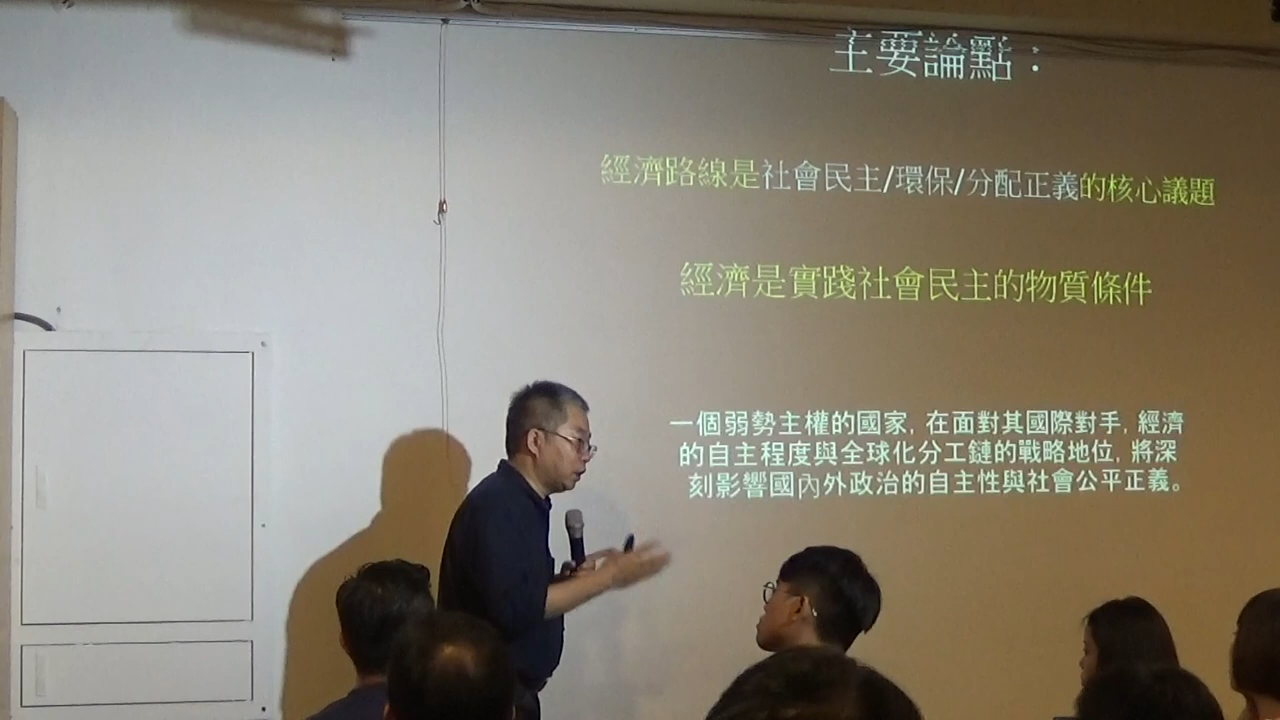 主要論點：
經濟路線是社會民主/環保/分配正義的核心議題
經濟是實踐社會民主的物質條件
一個弱勢主權的國家, 在面對其國際對手, 經濟
的自主程度與全球化分工鏈的戰略地位, 將深
刻影響國內外政治的自主性與社會公平正義。